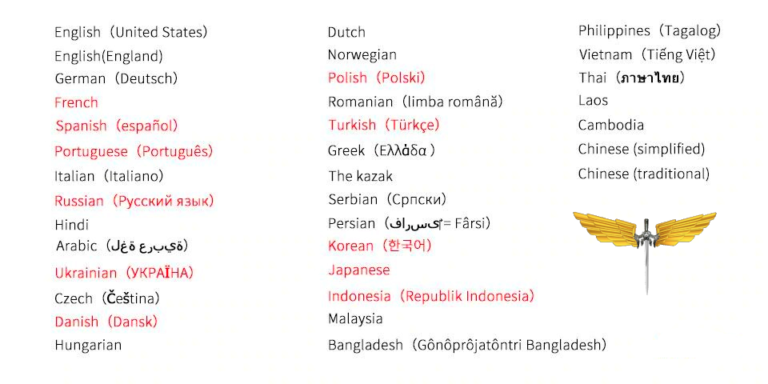 English (United States)
English(England)
German (Deutsch)
French
Spanish (español)
Portuguese (Português)
Italian (Italiano)
Russian (Русский язык)
Hindi
Arabic (ةيبرع ةغل)
Ukrainian (УКРАЇНА)
Czech (Čeština)
Danish (Dansk)
Hungarian
Dutch
Norwegian
Polish (Polski)
Romanian (limba română)
Turkish (Türkçe)
Greek (Ελλάδα )
The kazak
Serbian (Српски)
Persian (فارسی= Fârsi)
Korean (한국어)
Japanese
Indonesia (Republik Indonesia)
Malaysia
Bangladesh (Gônôprôjatôntri Bangladesh)
Philippines (Tagalog)
Vietnam (Tiếng Việt)
Thai (ภาษาไทย)
Laos
Cambodia
Chinese (simplified)
Chinese (traditional)